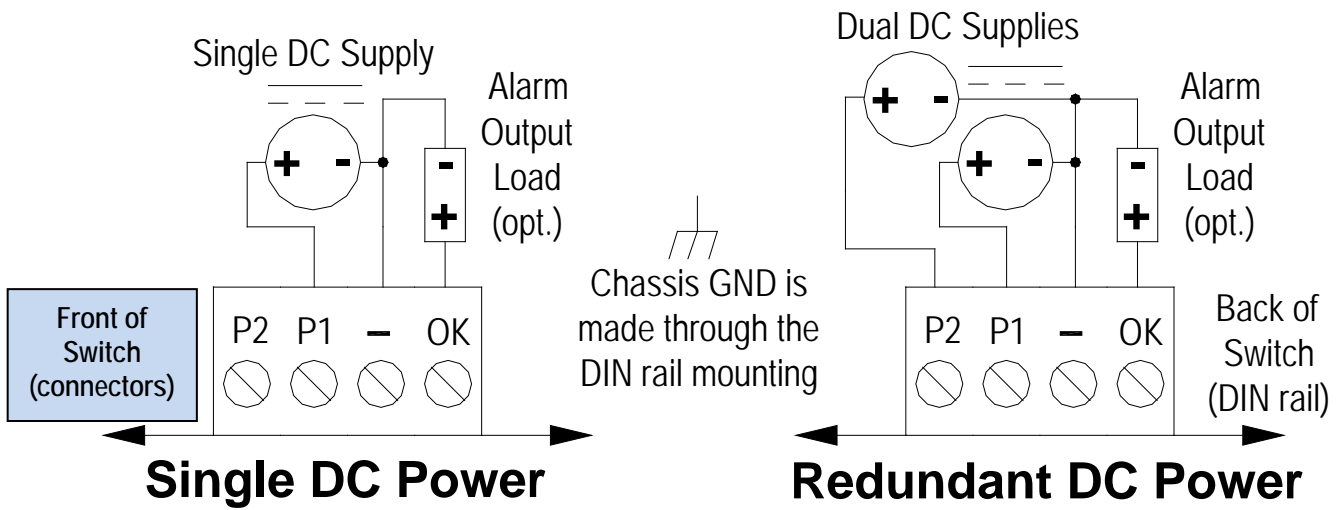 Single DC Supply
+ -
Alarm
Output
Load
(opt.)
-
+
Front of
Switch
(connectors)
P2 P1 – OK
Single DC Power
Chassis GND is
made through the
DIN rail mounting
Dual DC Supplies
+ -
+ -
Alarm
Output
Load
(opt.)
-
+
P2 P1 – OK
Back of
Switch
(DIN rail)
Redundant DC Power